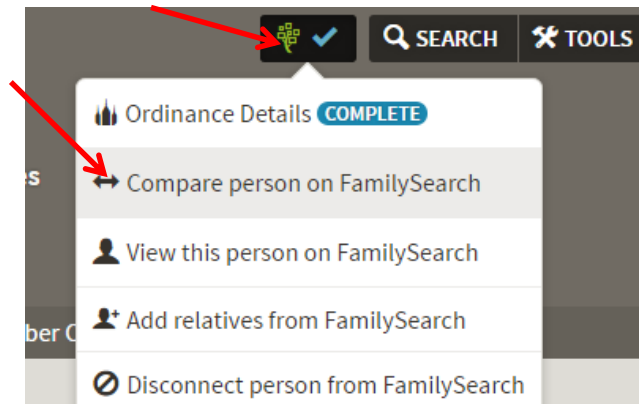 SEARCH TOOLS
Ordinance Details COMPLETE
s Compare person on FamilySearch
View this person on FamilySearch
Add relatives from FamilySearch
ber C
Disconnect person from FamilySearch